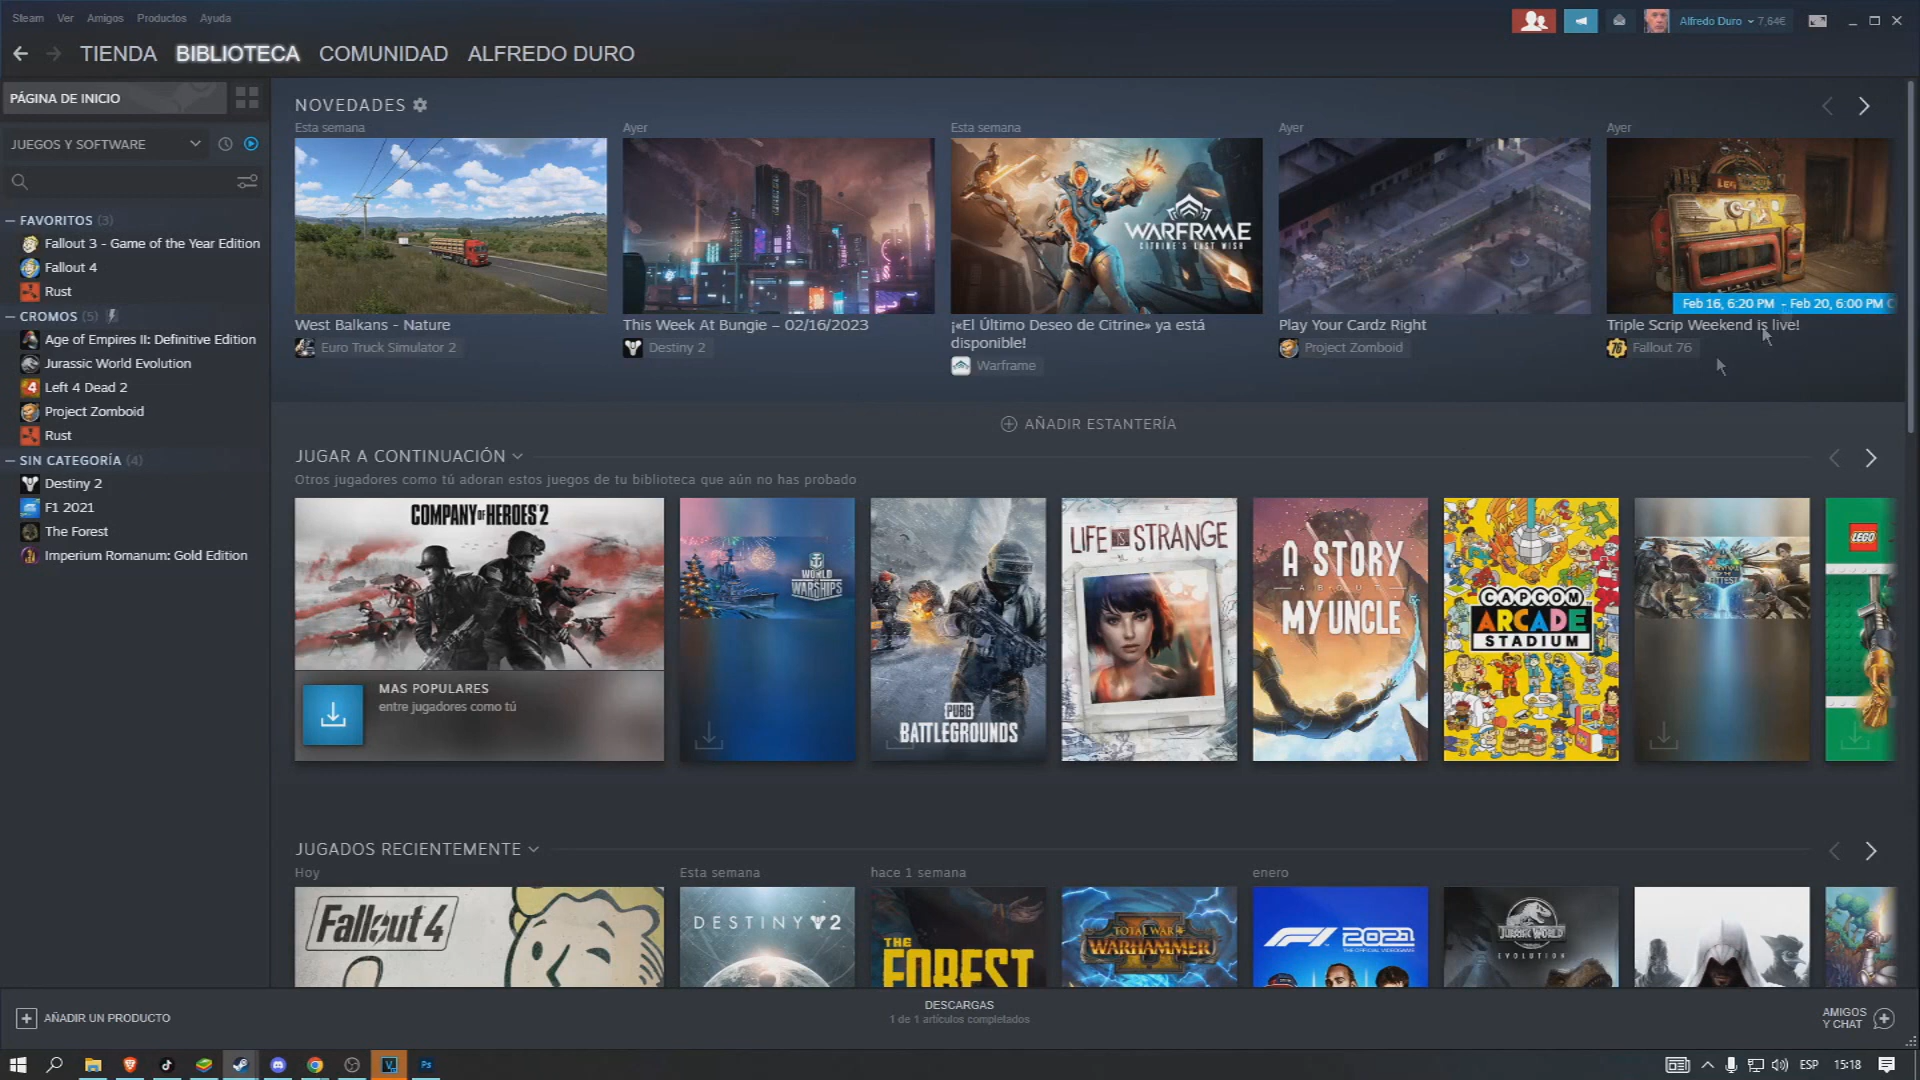 Steam Ver Amigos Productos Ayuda
Alfredo Duro 7,64€
TIENDA BIBLIOTECA COMUNIDAD ALFREDO DURO
PÁGINA DE INICIO
JUEGOS Y SOFTWARE
FAVORITOS (3)
Fallout 3 - Game of the Year Edition
Fallout 4
Rust
CROMOS (5)
Age of Empires II: Definitive Edition
Jurassic World Evolution
Left 4 Dead 2
Project Zomboid
Rust
SIN CATEGORÍA (4)
Destiny 2
F1 2021
The Forest
Imperium Romanum: Gold Edition
NOVEDADES
Esta semana
West Balkans - Nature
Euro Truck Simulator 2
Ayer
This Week At Bungie – 02/16/2023
Destiny 2
Esta semana
WARFRAME
CITRINE'S LAST WISH
¡«El Último Deseo de Citrine» ya está
disponible!
Warframe
Ayer
Play Your Cardz Right
Project Zomboid
Ayer
Feb 16, 6:20 PM - Feb 20, 6:00 PM C
Triple Scrip Weekend is live!
76 Fallout 76
AÑADIR ESTANTERÍA
JUGAR A CONTINUACIÓN
Otros jugadores como tú adoran estos juegos de tu biblioteca que aún no has probado
COMPANY OF HEROES 2
MAS POPULARES
entre jugadores como tú
WORLD OF
WARSHIPS
PUBG
BATTLEGROUNDS
LIFE IS STRANGE
A STORY
ABOUT
MY UNCLE
CAPCOM
ARCADE
STADIUM
LEGO
JUGADOS RECIENTEMENTE
Hoy
Fallout 4
Esta semana
DESTINY 2
hace 1 semana
THE
FOREST
TOTAL WAR
WARHAMMER
II
enero
F1 2021
JURASSIC WORLD
EVOLUTION
AÑADIR UN PRODUCTO
DESCARGAS
1 de 1 artículos completados
AMIGOS
Y CHAT
Ps
ESP 15:18